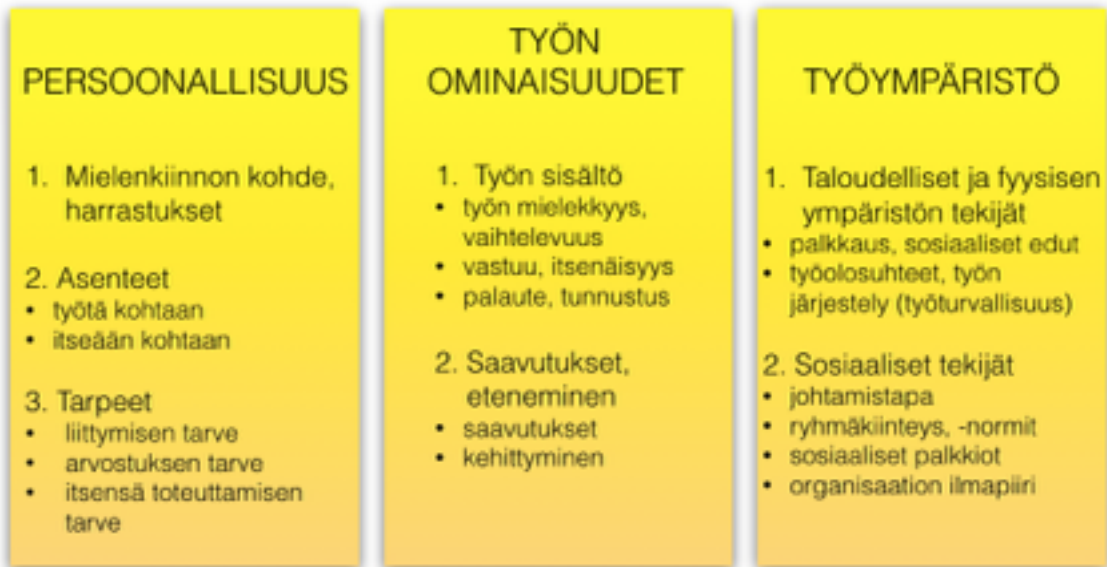 PERSOONALLISUUS
1. Mielenkiinnon kohde,
harrastukset
2. Asenteet
• työtä kohtaan
• itseään kohtaan
3. Tarpeet
• liittymisen tarve
• arvostuksen tarve
• itsensä toteuttamisen
tarve
TYÖN
OMINAISUUDET
1. Työn sisältö
• työn mielekkyys,
vaihtelevuus
• vastuu, itsenäisyys
• palaute, tunnustus
2. Saavutukset,
eteneminen
• saavutukset
• kehittyminen
TYÖYMPÄRISTÖ
1. Taloudelliset ja fyysisen
ympäristön tekijät
• palkkaus, sosiaaliset edut
• työolosuhteet, työn
järjestely (työturvallisuus)
2. Sosiaaliset tekijät
• johtamistapa
• ryhmäkiinteys, -normit
• sosiaaliset palkkiot
• organisaation ilmapiiri